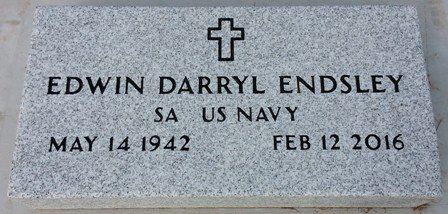 EDWIN DARRYL ENDSLEY
SA US NAVY
MAY 14 1942 FEB 12 2016